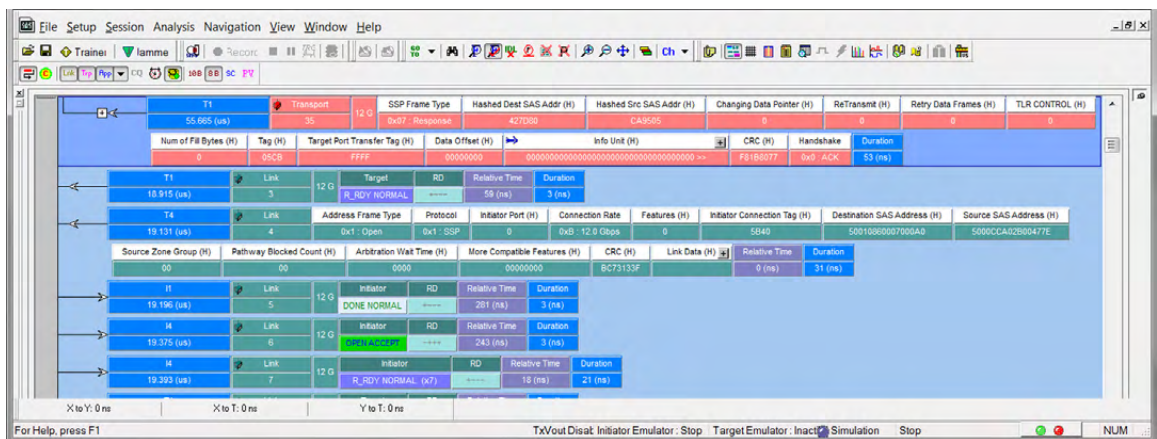 File Setup Session Analysis Navigation View Window Help
Trainer lamme Record Ch
Lnk Trp App CQ 10B 8B SC PV
T1 Transport 12 G SSP Frame Type Hashed Dest SAS Addr (H) Hashed Src SAS Addr (H) Changing Data Pointer (H) ReTransmit (H) Retry Data Frames (H) TLR CONTROL (H)
55.665 (us) 35 0x07 : Response 427DB0 CA9505 0 0 0 0
Num of Fill Bytes (H) Tag (H) Target Port Transfer Tag (H) Data Offset (H) Info Unit (H) CRC (H) Handshake Duration
0 05CB FFFF 00000000 >> F81B6077 0x0 ACK 53 (ns)
T1 Link 12 G Target RD Relative Time Duration
18.915 (us) 3 R_RDY NORMAL 59 (ns) 3 (ns)
T4 Link 12 G Address Frame Type Protocol Initiator Port (H) Connection Rate Features (H) Initiator Connection Tag (H) Destination SAS Address (H) Source SAS Address (H)
19.131 (us) 4 0x1 : Open 0x1 : SSP 0 0xB : 12.0 Gbps 0 5B40 50010860007000A0 5000CCA02B00477E
Source Zone Group (H) Pathway Blocked Count (H) Arbitration Wait Time (H) More Compatible Features (H) CRC (H) Link Data (H) Relative Time Duration
00 00 0000 00000000 BC73133F 0 (ns) 31 (ns)
I1 Link 12 G Initiator RD Relative Time Duration
19.196 (us) 5 DONE NORMAL 281 (ns) 3 (ns)
I4 Link 12 G Initiator RD Relative Time Duration
19.375 (us) 6 OPEN ACCEPT 243 (ns) 3 (ns)
I4 Link 12 G Initiator RD Relative Time Duration
19.393 (us) 7 R_RDY NORMAL (x7) 18 (ns) 21 (ns)
X to Y: 0 ns X to T: 0 ns Y to T: 0 ns
For Help, press F1 TxVout Disat Initiator Emulator : Stop Target Emulator : Inacti Simulation Stop NUM